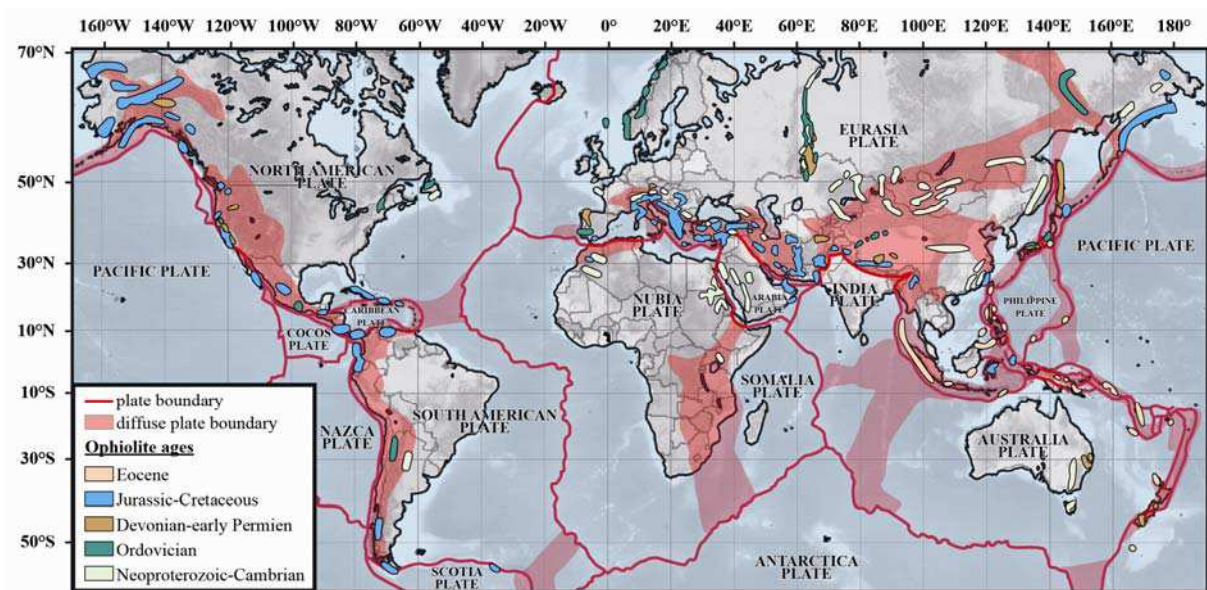 160°W 140°W 120°W 100°W 80°W 60°W 40°W 20°W 0° 20°E 40°E 60°E 80°E 100°E 120°E 140°E 160°E 180°
70°N
50°N
30°N
10°N
10°S
30°S
50°S
NORTH AMERICAN
PLATE
EURASIA
PLATE
PACIFIC PLATE
PACIFIC PLATE
CARIBBEAN
PLATE
COCOS
PLATE
NUBIA
PLATE
ARABIA
PLATE
INDIA
PLATE
PHILIPPINE
PLATE
SOMALIA
PLATE
NAZCA
PLATE
SOUTH AMERICAN
PLATE
AUSTRALIA
PLATE
SCOTIA
PLATE
ANTARCTICA
PLATE
plate boundary
diffuse plate boundary
Ophiolite ages
Eocene
Jurassic-Cretaceous
Devonian-early Permien
Ordovician
Neoproterozoic-Cambrian